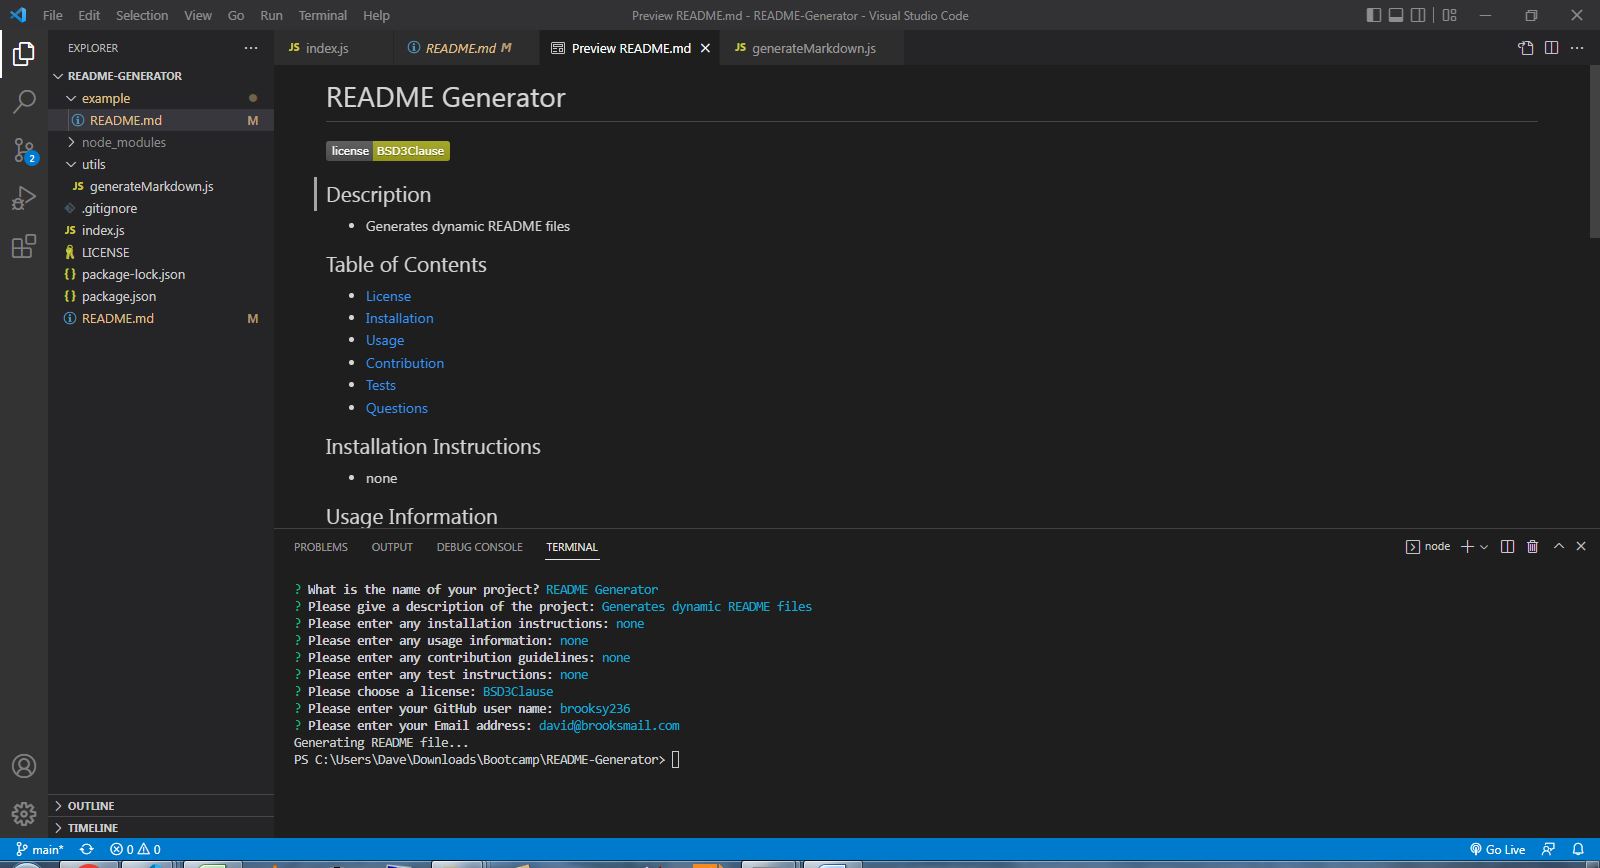 File Edit Selection View Go Run Terminal Help
Preview README.md - README-Generator - Visual Studio Code
EXPLORER
README-GENERATOR
example
README.md M
node_modules
utils
JS generateMarkdown.js
.gitignore
JS index.js
LICENSE
{} package-lock.json
{} package.json
README.md M
OUTLINE
TIMELINE
2
JS index.js
README.md M
Preview README.md
JS generateMarkdown.js
README Generator
license BSD3Clause
Description
• Generates dynamic README files
Table of Contents
• License
• Installation
• Usage
• Contribution
• Tests
• Questions
Installation Instructions
• none
Usage Information
PROBLEMS OUTPUT DEBUG CONSOLE TERMINAL
node
? What is the name of your project? README Generator
? Please give a description of the project: Generates dynamic README files
? Please enter any installation instructions: none
? Please enter any usage information: none
? Please enter any contribution guidelines: none
? Please enter any test instructions: none
? Please choose a license: BSD3Clause
? Please enter your GitHub user name: brooksy236
? Please enter your Email address: david@brooksmail.com
Generating README file...
PS C:\Users\Dave\Downloads\Bootcamp\README-Generator>
main* 0 0
Go Live